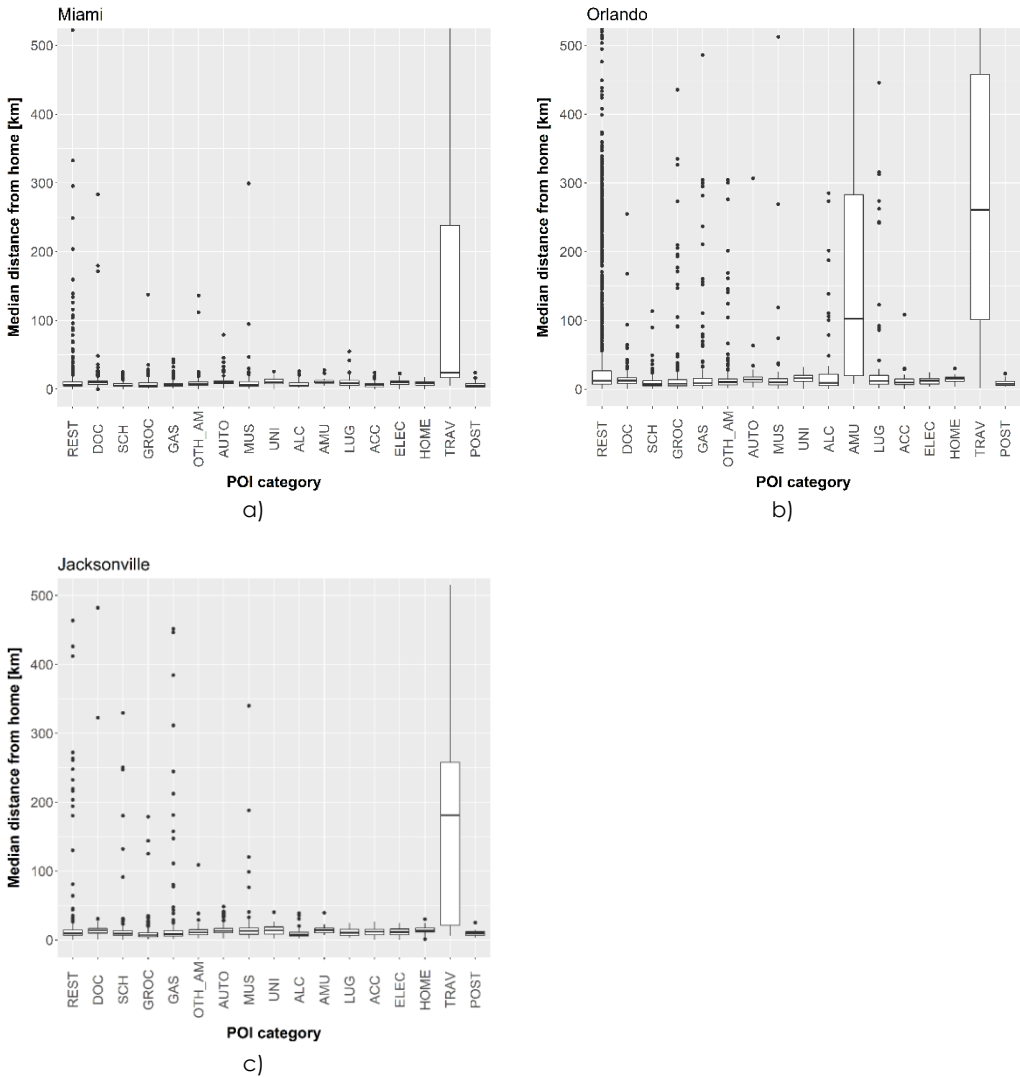 Miami
Median distance from home [km]
500
400
300
200
100
0
REST
DOC
SCH
GROC
GAS
OTH_AM
AUTO
MUS
UNI
ALC
AMU
LUG
ACC
ELEC
HOME
TRAV
POST
POI category
a)
Orlando
Median distance from home [km]
500
400
300
200
100
0
REST
DOC
SCH
GROC
GAS
OTH_AM
AUTO
MUS
UNI
ALC
AMU
LUG
ACC
ELEC
HOME
TRAV
POST
POI category
b)
Jacksonville
Median distance from home [km]
500
400
300
200
100
0
REST
DOC
SCH
GROC
GAS
OTH_AM
AUTO
MUS
UNI
ALC
AMU
LUG
ACC
ELEC
HOME
TRAV
POST
POI category
c)